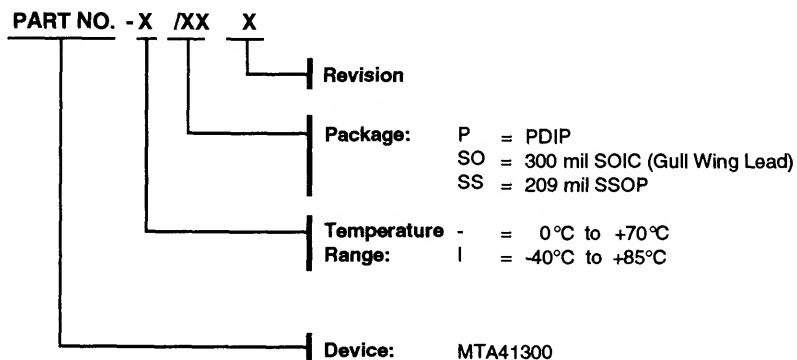 PART NO. - X /XX X
Revision
Package: P = PDIP
SO = 300 mil SOIC (Gull Wing Lead)
SS = 209 mil SSOP
Temperature - = 0°C to +70°C
Range: I = -40°C to +85°C
Device: MTA41300